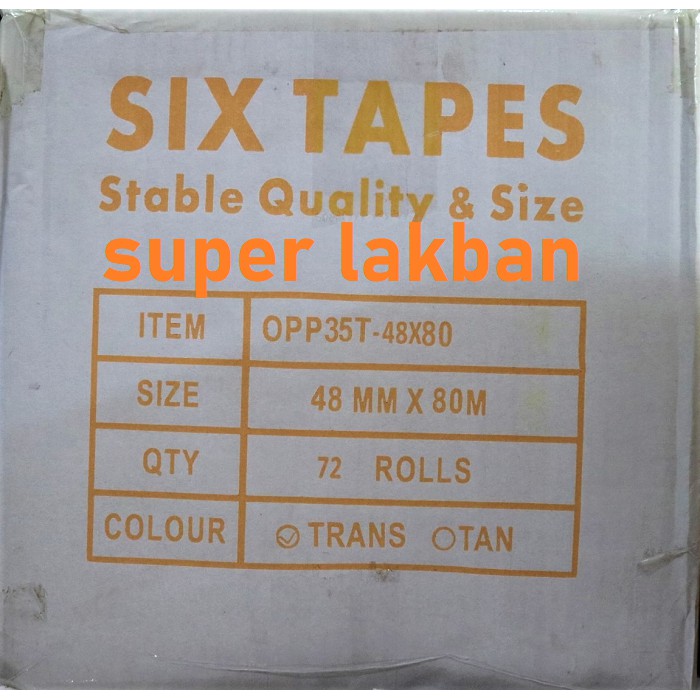 SIX TAPES
Stable Quality & Size
super lakban
ITEM OPP35T-48X80
SIZE 48 MM X 80M
QTY 72 ROLLS
COLOUR TRANS TAN